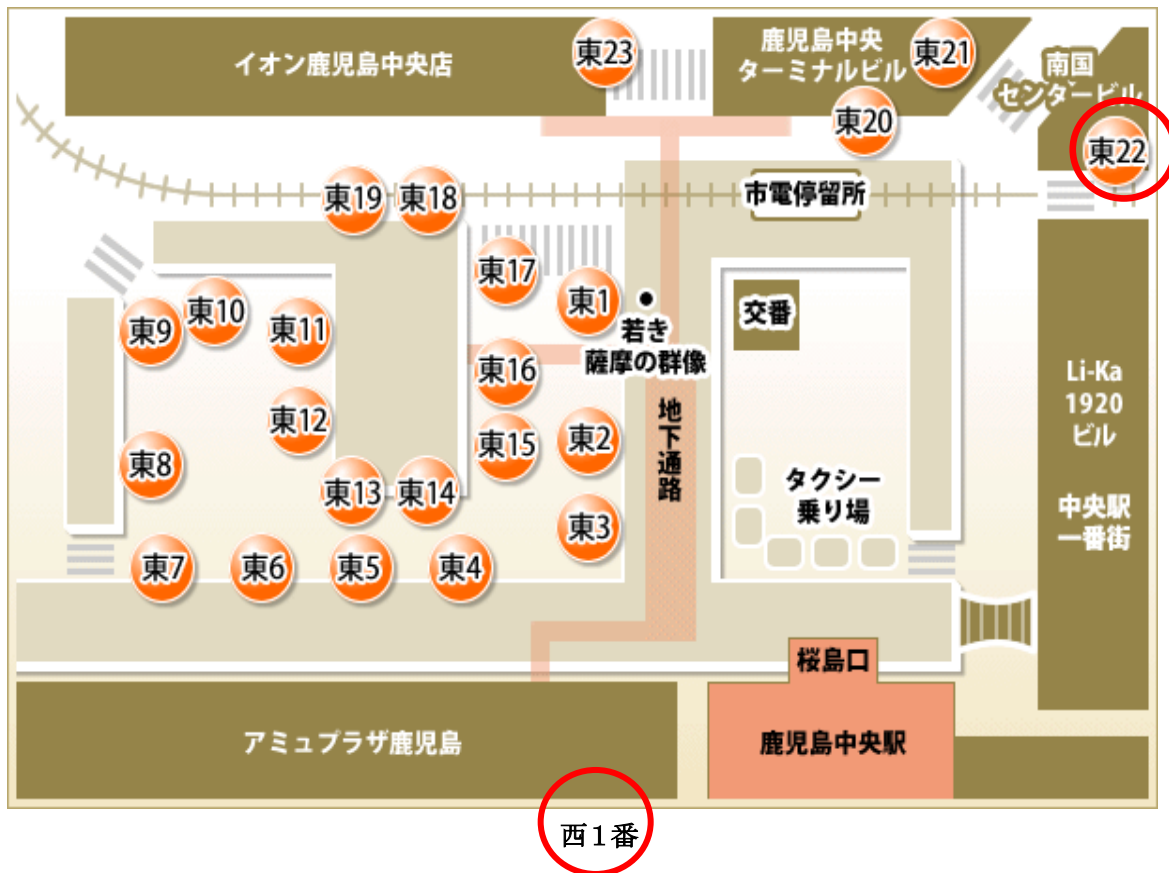 イオン鹿児島中央店
東23
鹿児島中央
ターミナルビル
東21
南国
センタービル
東20
東22
東19
東18
市電停留所
東17
東1
東10
東9
東11
若き
薩摩の群像
交番
東16
Li-Ka
1920
ビル
東12
東15
東2
地下通路
東8
東13
東14
タクシー
乗り場
東3
中央駅
一番街
東7
東6
東5
東4
桜島口
アミュプラザ鹿児島
鹿児島中央駅
西1番